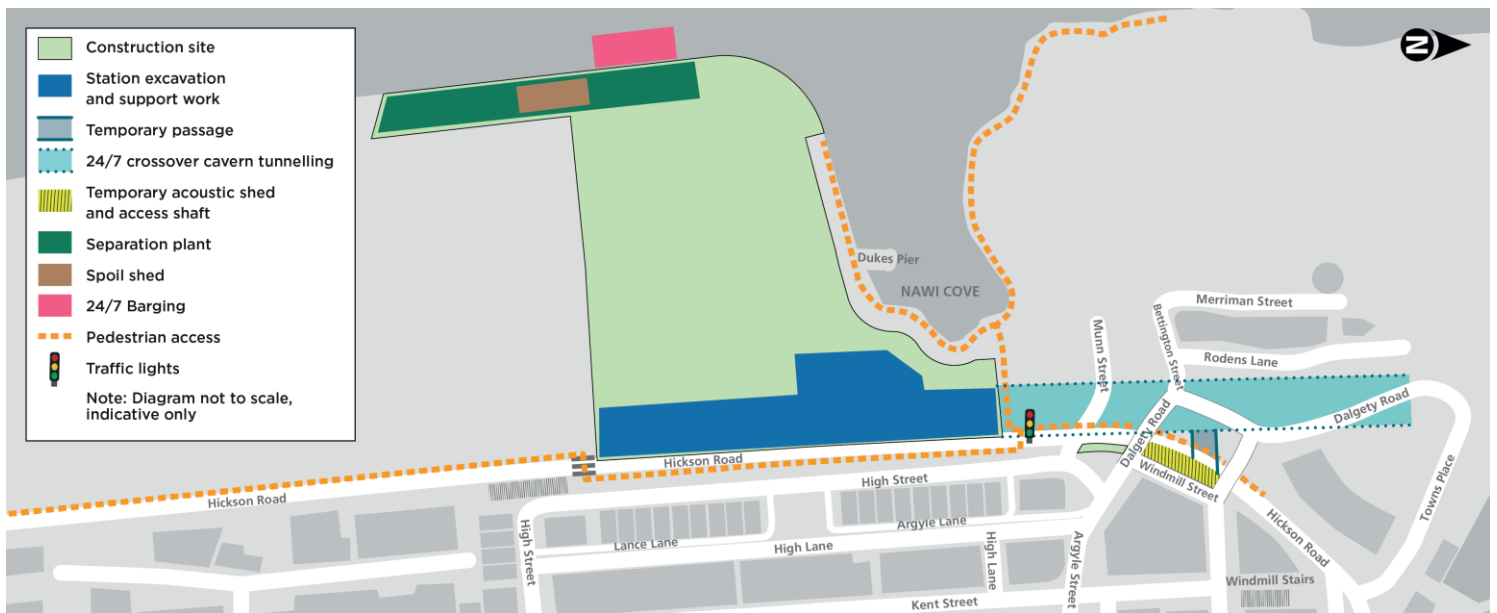 Construction site
Station excavation
and support work
Temporary passage
24/7 crossover cavern tunnelling
Temporary acoustic shed
and access shaft
Separation plant
Spoil shed
24/7 Barging
Pedestrian access
Traffic lights
Note: Diagram not to scale,
indicative only
N
Dukes Pier
NAWI COVE
Merriman Street
Bettington Street
Munn Street
Rodens Lane
Dalgety Road
Dalgety Road
Windmill Street
Towns Place
Hickson Road
Hickson Road
Hickson Road
High Street
High Street
Lance Lane
High Lane
Argyle Lane
High Lane
Argyle Street
Windmill Stairs
Kent Street